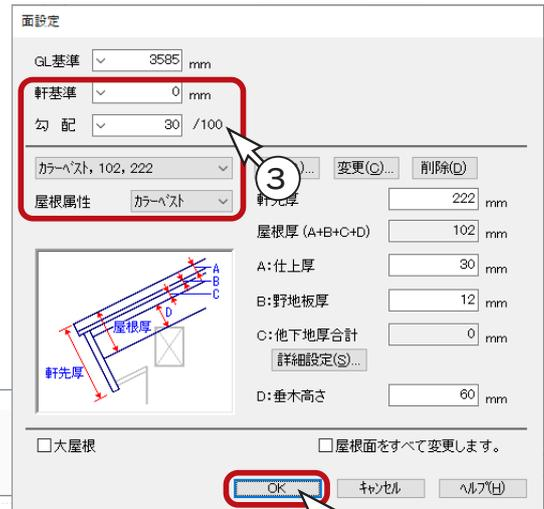 面設定
GL基準 3585 mm
軒基準 0 mm
勾 配 30 /100
カラーベスト, 102, 222
変更(C)... 削除(D)
③
屋根属性 カラーベスト
軒先厚 222 mm
屋根厚 (A+B+C+D) 102 mm
A:仕上厚 30 mm
B:野地板厚 12 mm
C:他下地厚合計 0 mm
詳細設定(S)...
D:垂木高さ 60 mm
A
B
C
D
屋根厚
軒先厚
大屋根 屋根面をすべて変更します。
OK キャンセル ヘルプ(H)